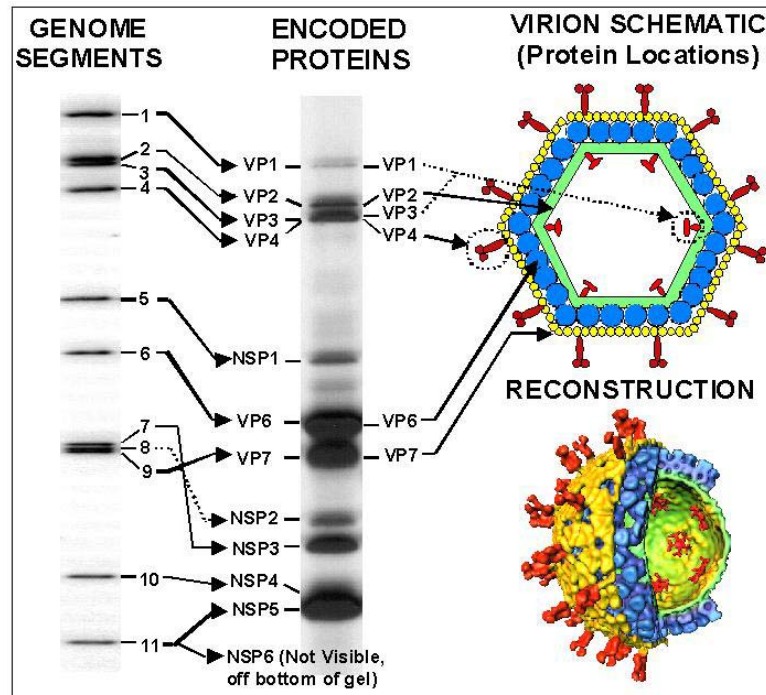 GENOME
SEGMENTS
ENCODED
PROTEINS
VIRION SCHEMATIC
(Protein Locations)
1
2
3
4
5
6
7
8
9
10
11
VP1
VP2
VP3
VP4
NSP1
VP6
VP7
NSP2
NSP3
NSP4
NSP5
NSP6 (Not Visible,
off bottom of gel)
VP1
VP2
VP3
VP4
VP6
VP7
RECONSTRUCTION